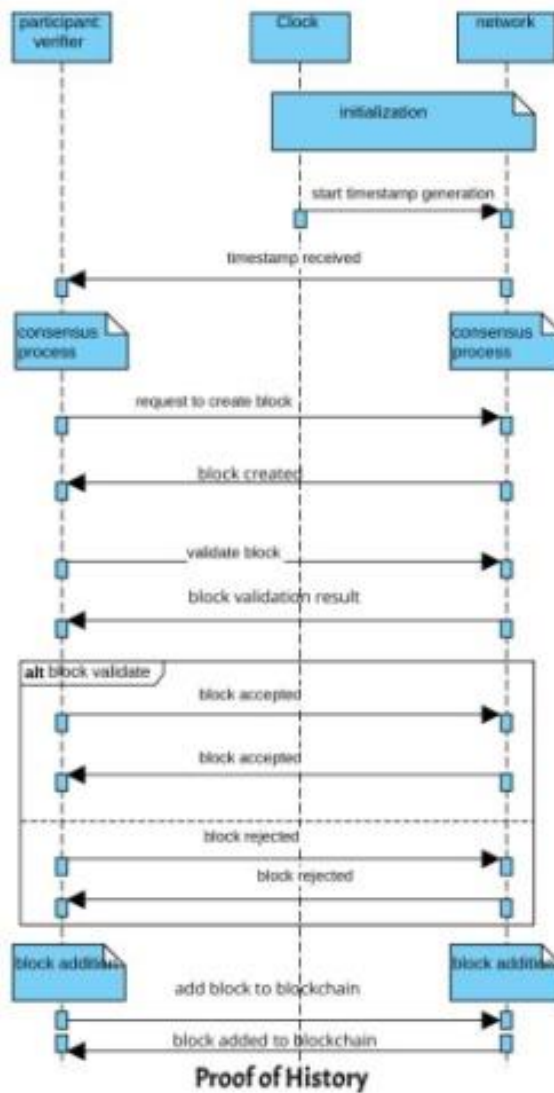 participant
verifier
Clock
network
initialization
start timestamp generation
timestamp received
consensus
process
consensus
process
request to create block
block created
validate block
block validation result
alt block validate
block accepted
block accepted
block rejected
block rejected
block addition
block addition
add block to blockchain
block added to blockchain
Proof of History